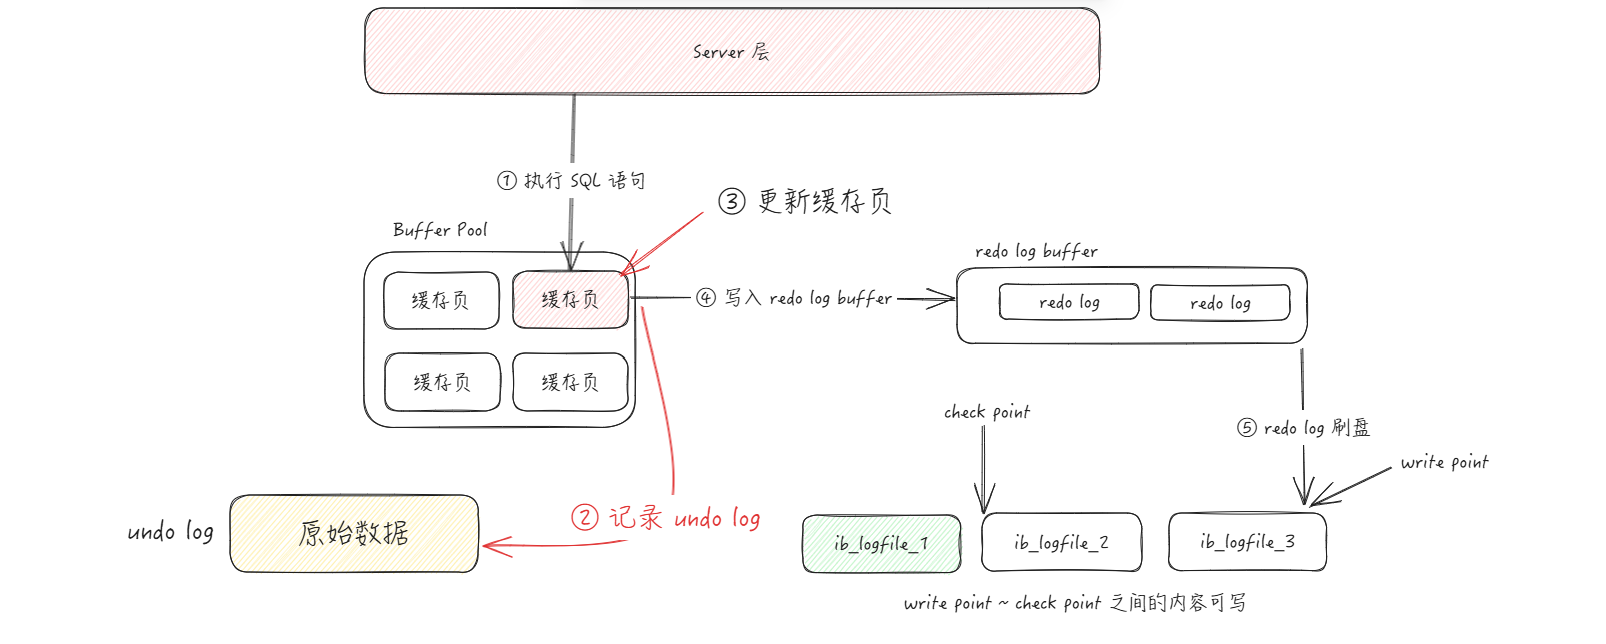 Server 层
① 执行 SQL 语句
③ 更新缓存页
Buffer Pool
缓存页
缓存页
缓存页
缓存页
④ 写入 redo log buffer
redo log buffer
redo log
redo log
check point
⑤ redo log 刷盘
write point
undo log
原始数据
② 记录 undo log
ib_logfile_1
ib_logfile_2
ib_logfile_3
write point ~ check point 之间的内容可写